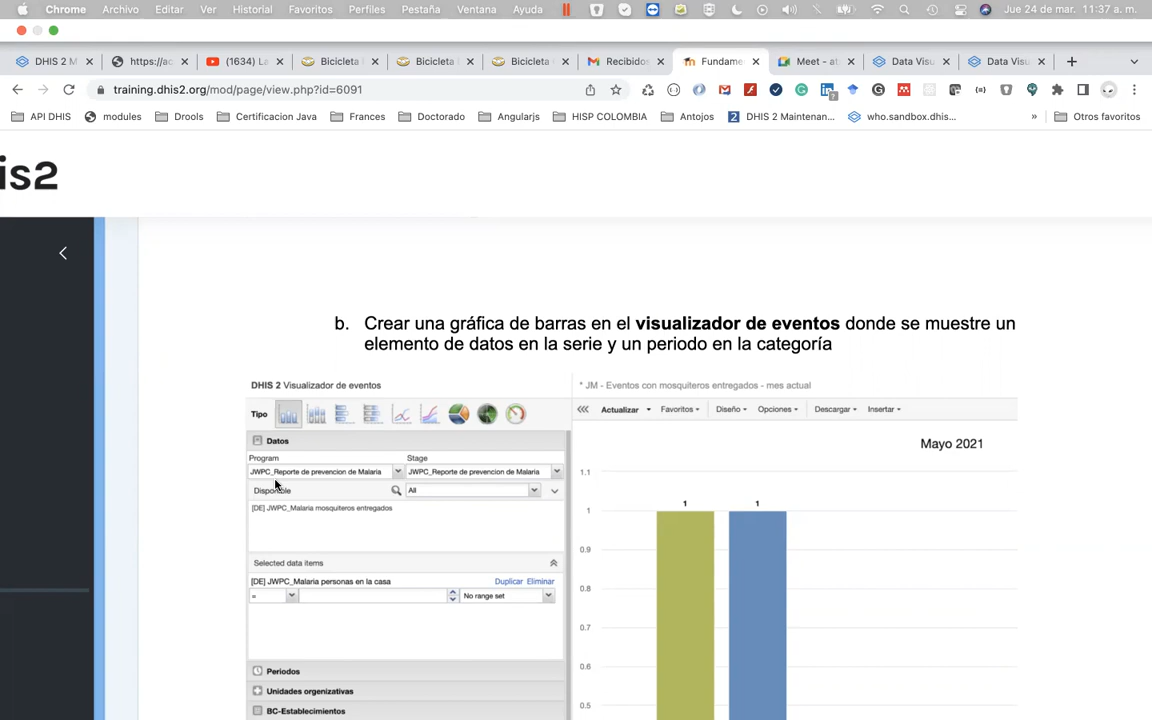 Chrome Archivo Editar Ver Historial Favoritos Perfiles Pestaña Ventana Ayuda Jue 24 de mar. 11:37 a. m.
DHIS 2 M https://ac (1634) La Bicicleta Bicicleta Bicicleta Recibidos Fundame Meet - at Data Visu Data Visu
training.dhis2.org/mod/page/view.php?id=6091
API DHIS modules Drools Certificacion Java Frances Doctorado Angularjs HISP COLOMBIA Antojos DHIS 2 Maintenan... who.sandbox.dhis... » Otros favoritos
is2
b. Crear una gráfica de barras en el visualizador de eventos donde se muestre un
elemento de datos en la serie y un periodo en la categoría
DHIS 2 Visualizador de eventos
* JM - Eventos con mosquiteros entregados - mes actual
Tipo
Actualizar Favoritos Diseño Opciones Descargar Insertar
Datos
Mayo 2021
Program Stage
JWPC_Reporte de prevencion de Malaria JWPC_Reporte de prevencion de Malaria
Disponible All
[DE] JWPC_Malaria mosquiteros entregados
Selected data items
[DE] JWPC_Malaria personas en la casa Duplicar Eliminar
= No range set
Periodos
Unidades organizativas
BC-Establecimientos
1.1
1
0.9
0.8
0.7
0.6
0.5
1 1